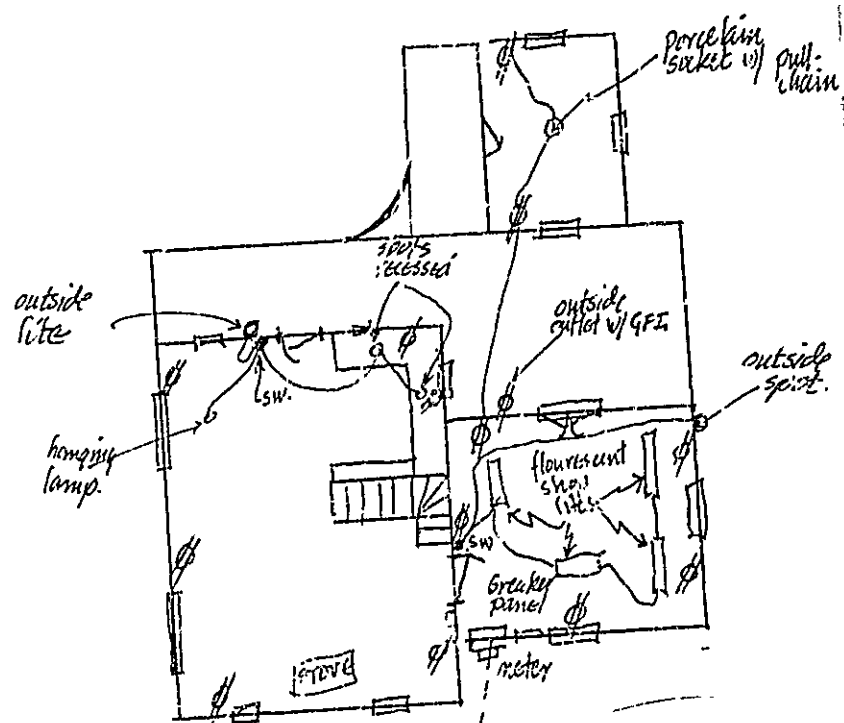 porcelain
socket w/ pull-
chain
spots
recessed
outside
lite
outside
outlet w/ GFI
outside
spot.
sw.
hanging
lamp.
flourescent
shop
lites.
sw
breaker
panel
stove
meter